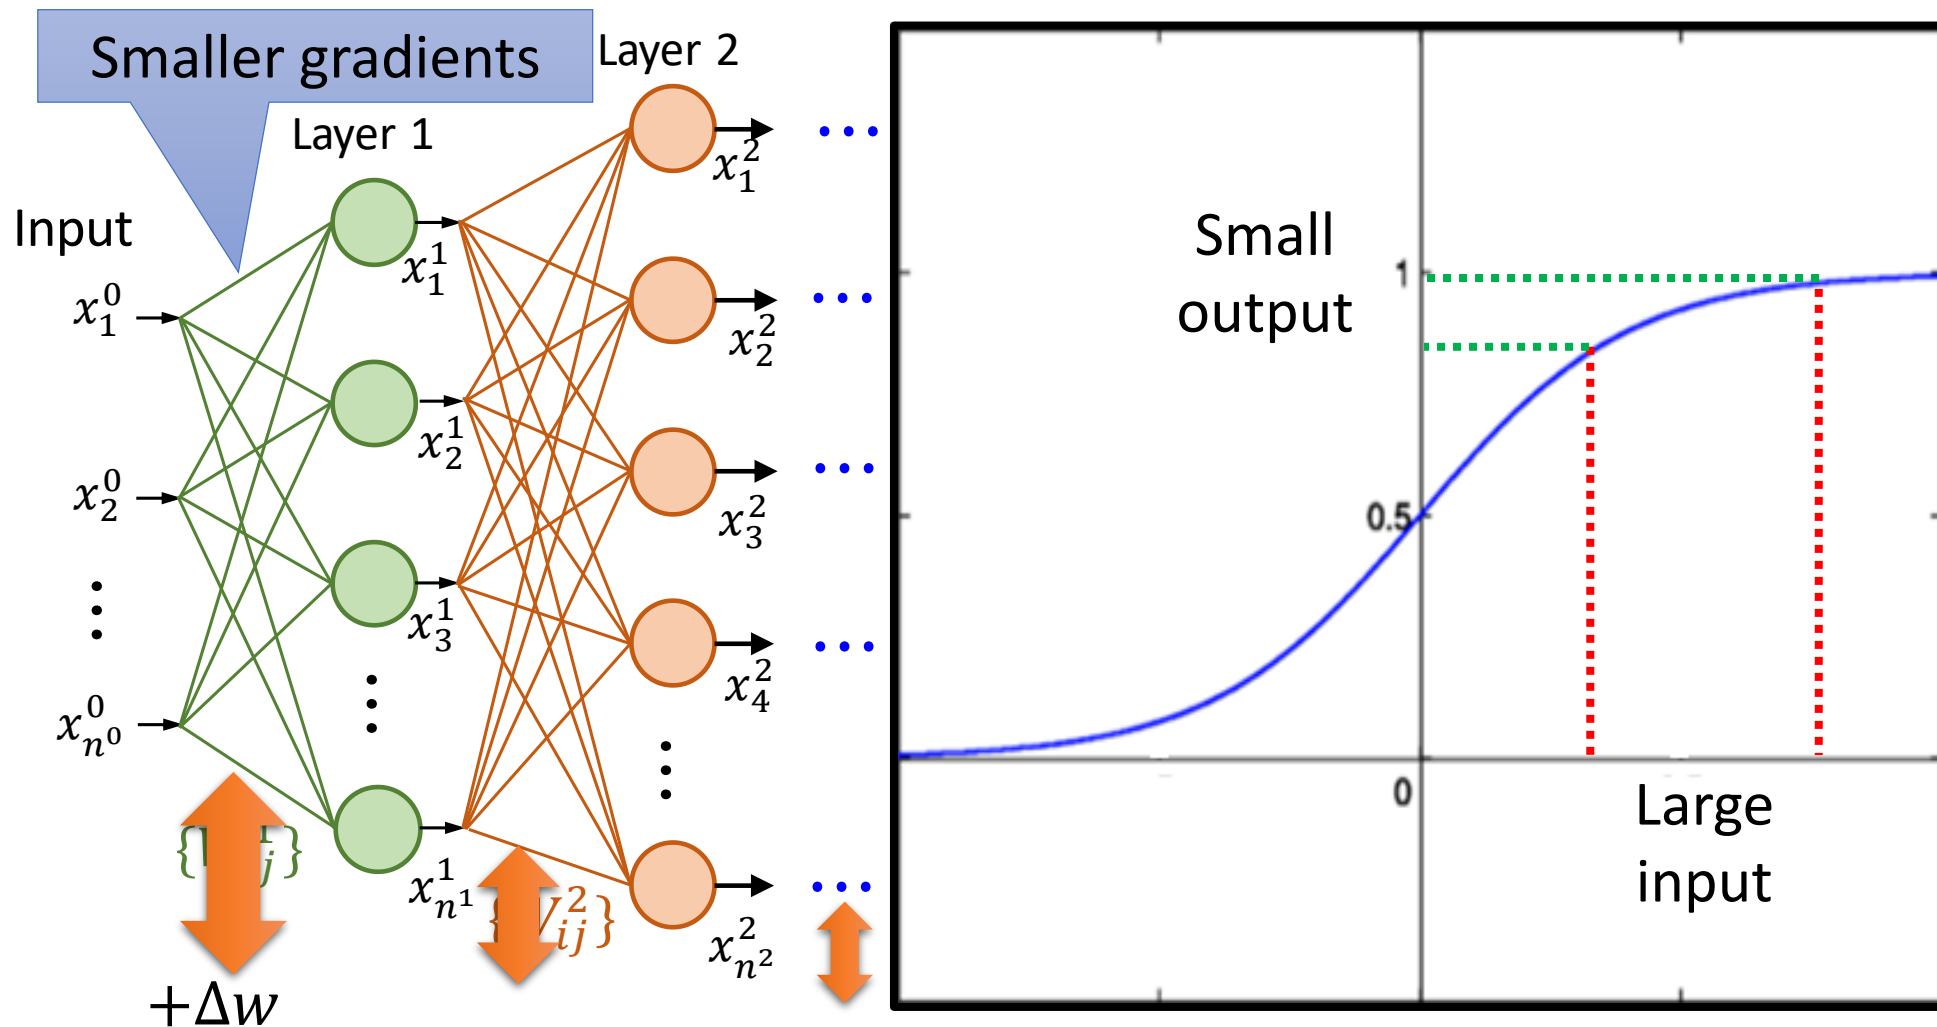 Smaller gradients
Layer 2
Layer 1
Input
x_1^0
x_2^0
⋮
x_{n^0}^0
x_1^1
x_2^1
x_3^1
⋮
x_{n^1}^1
x_1^2 …
x_2^2 …
x_3^2 …
x_4^2 …
⋮
x_{n^2}^2 …
+Δw
Small
output
1
0.5
0
Large
input